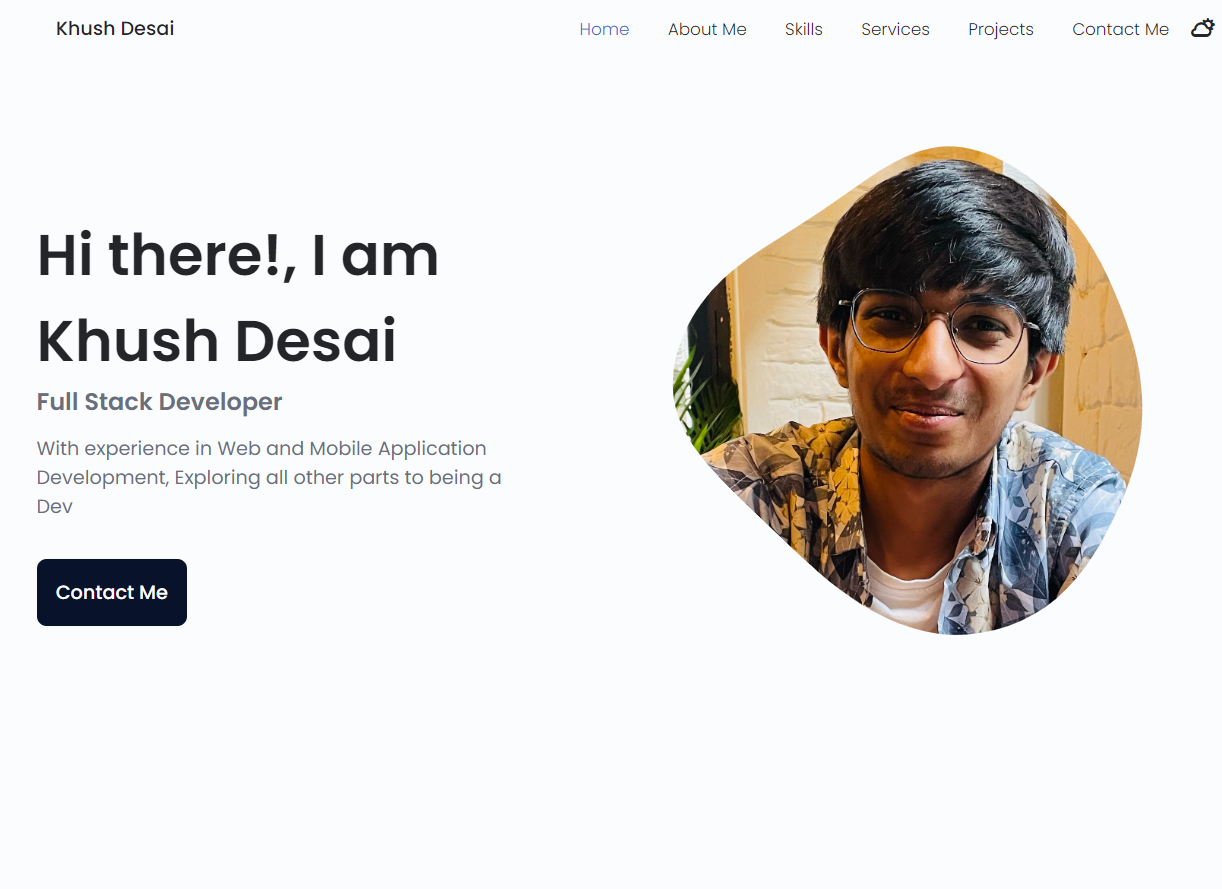 Khush Desai
Home About Me Skills Services Projects Contact Me
Hi there!, I am
Khush Desai
Full Stack Developer
With experience in Web and Mobile Application
Development, Exploring all other parts to being a
Dev
Contact Me